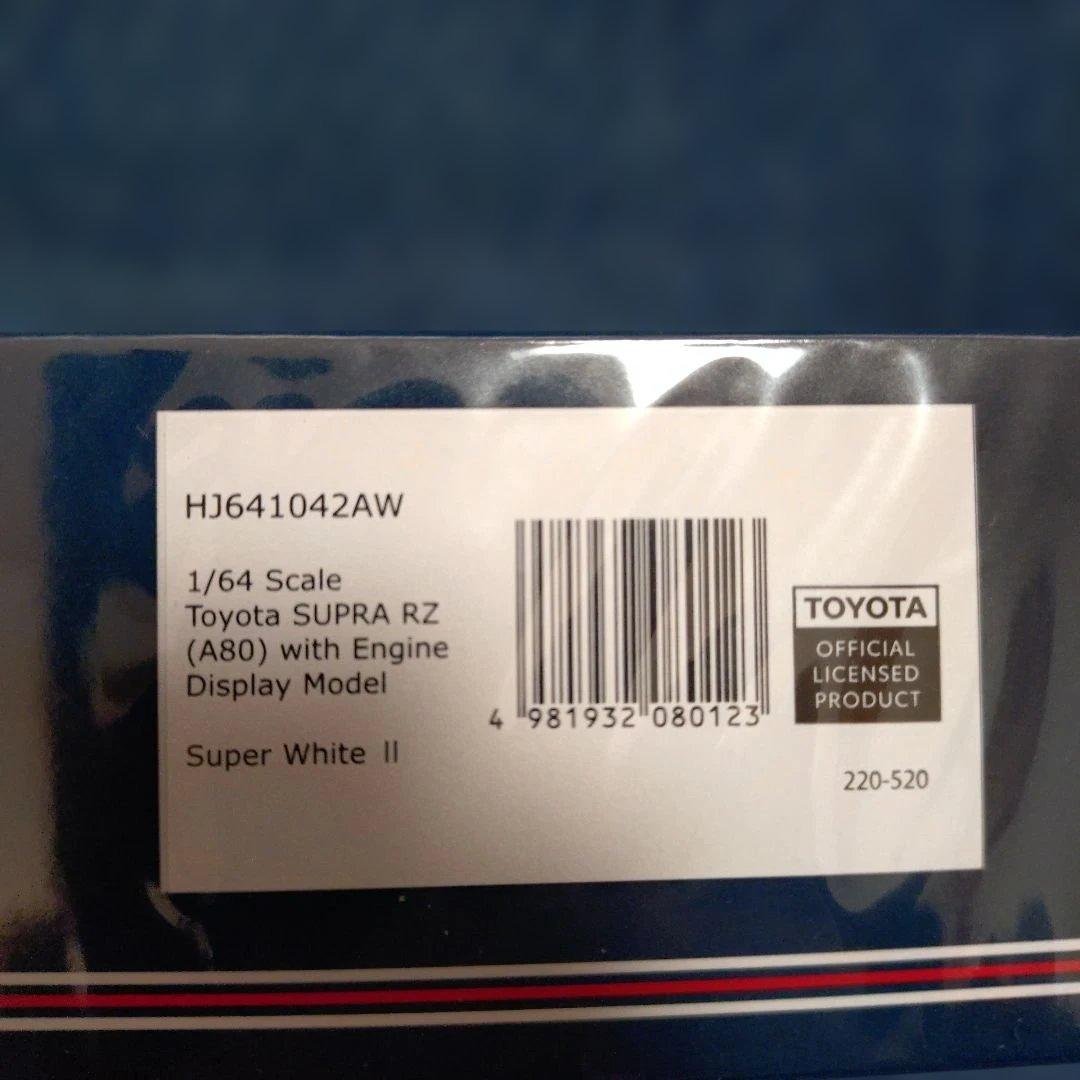 HJ641042AW
1/64 Scale
Toyota SUPRA RZ
(A80) with Engine
Display Model
Super White II
4 981932 080123
TOYOTA
OFFICIAL
LICENSED
PRODUCT
220-520